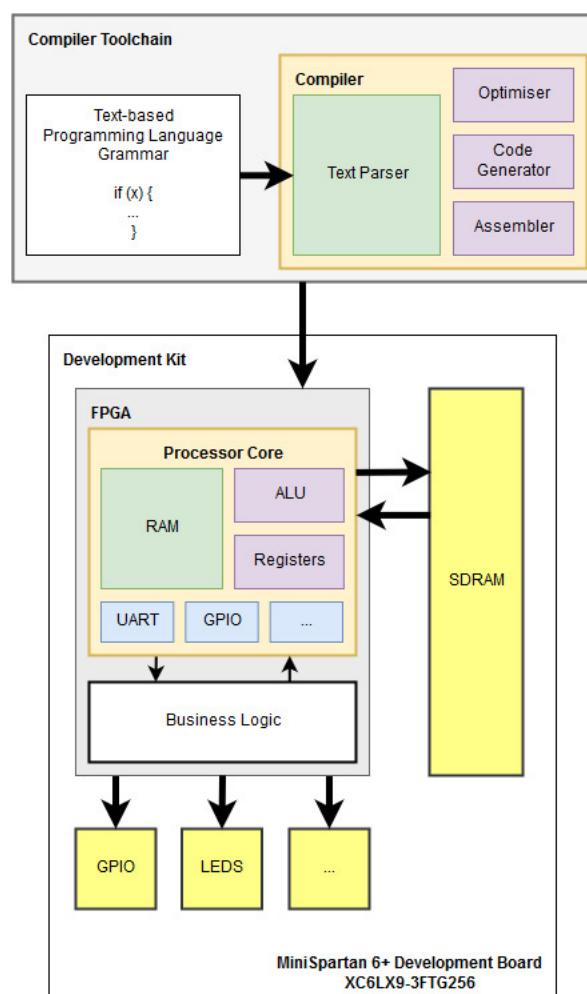 Compiler Toolchain
Text-based
Programming Language
Grammar
if (x) {
...
}
Compiler
Text Parser
Optimiser
Code
Generator
Assembler
Development Kit
FPGA
Processor Core
RAM
ALU
Registers
UART
GPIO
...
Business Logic
SDRAM
GPIO
LEDS
...
MiniSpartan 6+ Development Board
XC6LX9-3FTG256